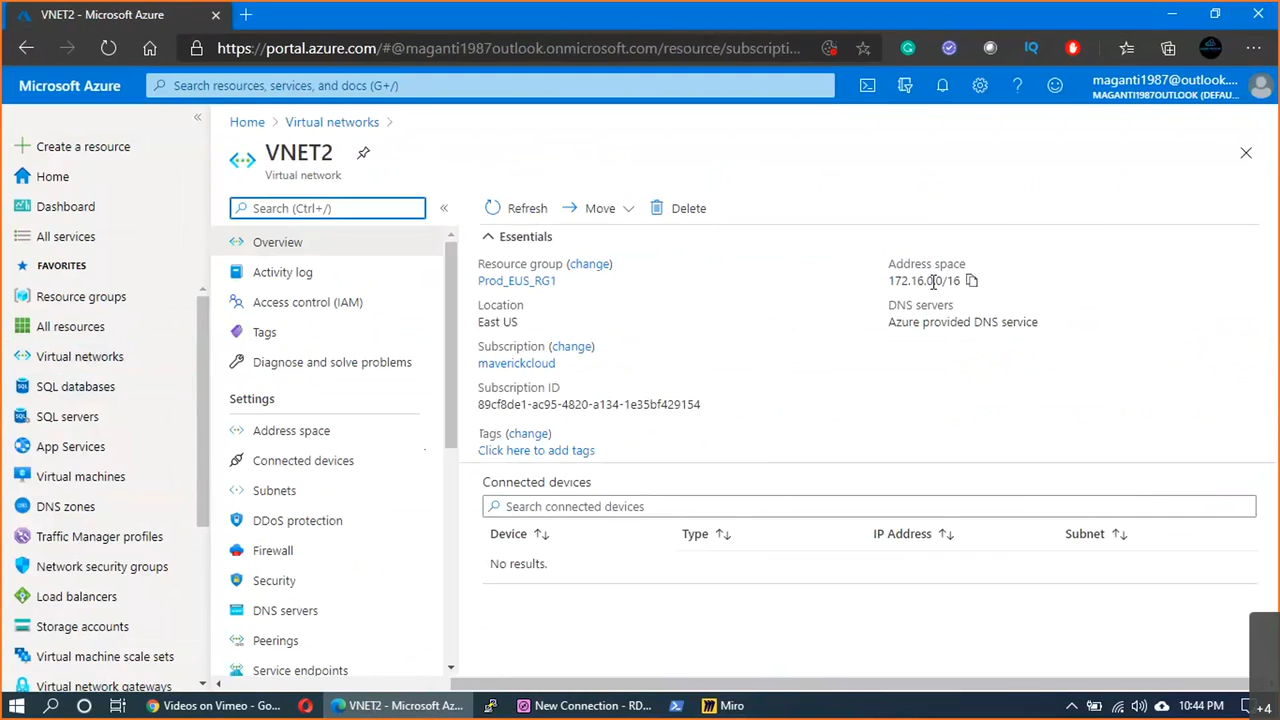 VNET2 - Microsoft Azure
https://portal.azure.com/#@maganti1987outlook.onmicrosoft.com/resource/subscripti...
IQ
Microsoft Azure
Search resources, services, and docs (G+/)
maganti1987@outlook....
MAGANTI1987OUTLOOK (DEFAU...
Create a resource
Home
Dashboard
All services
FAVORITES
Resource groups
All resources
Virtual networks
SQL databases
SQL servers
App Services
Virtual machines
DNS zones
Traffic Manager profiles
Network security groups
Load balancers
Storage accounts
Virtual machine scale sets
Virtual network gateways
Home > Virtual networks >
VNET2
Virtual network
Search (Ctrl+/)
Overview
Activity log
Access control (IAM)
Tags
Diagnose and solve problems
Settings
Address space
Connected devices
Subnets
DDoS protection
Firewall
Security
DNS servers
Peerings
Service endpoints
Refresh
Move
Delete
Essentials
Resource group (change)
Prod_EUS_RG1
Location
East US
Subscription (change)
maverickcloud
Subscription ID
89cf8de1-ac95-4820-a134-1e35bf429154
Tags (change)
Click here to add tags
Address space
172.16.0.0/16
DNS servers
Azure provided DNS service
Connected devices
Search connected devices
Device
Type
IP Address
Subnet
No results.
Videos on Vimeo - Go...
VNET2 - Microsoft Az...
New Connection - RD...
Miro
10:44 PM
+4